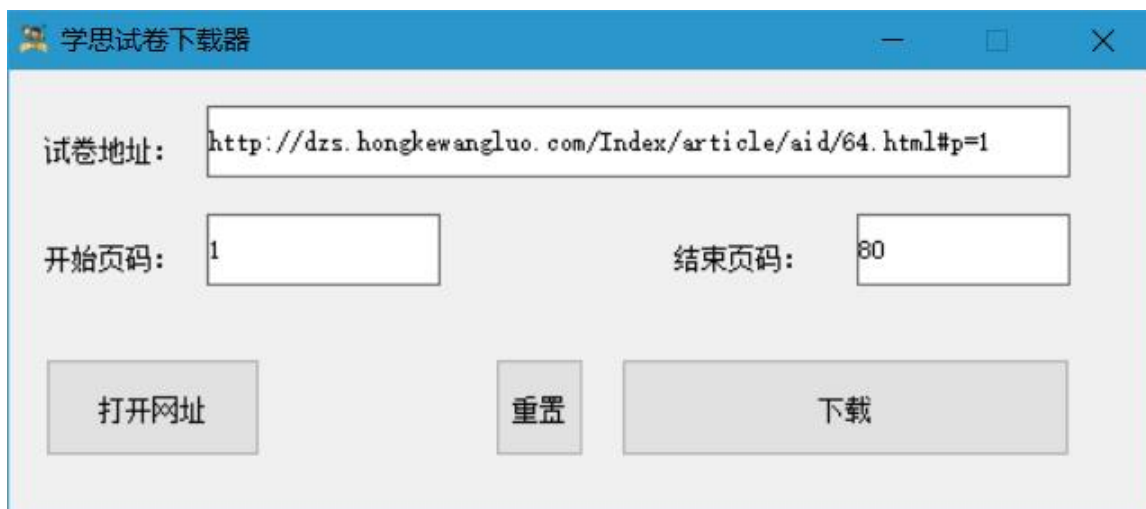 学思试卷下载器
试卷地址： http://dzs.hongkewangluo.com/Index/article/aid/64.html#p=1
开始页码： 1 结束页码： 80
打开网址 重置 下载